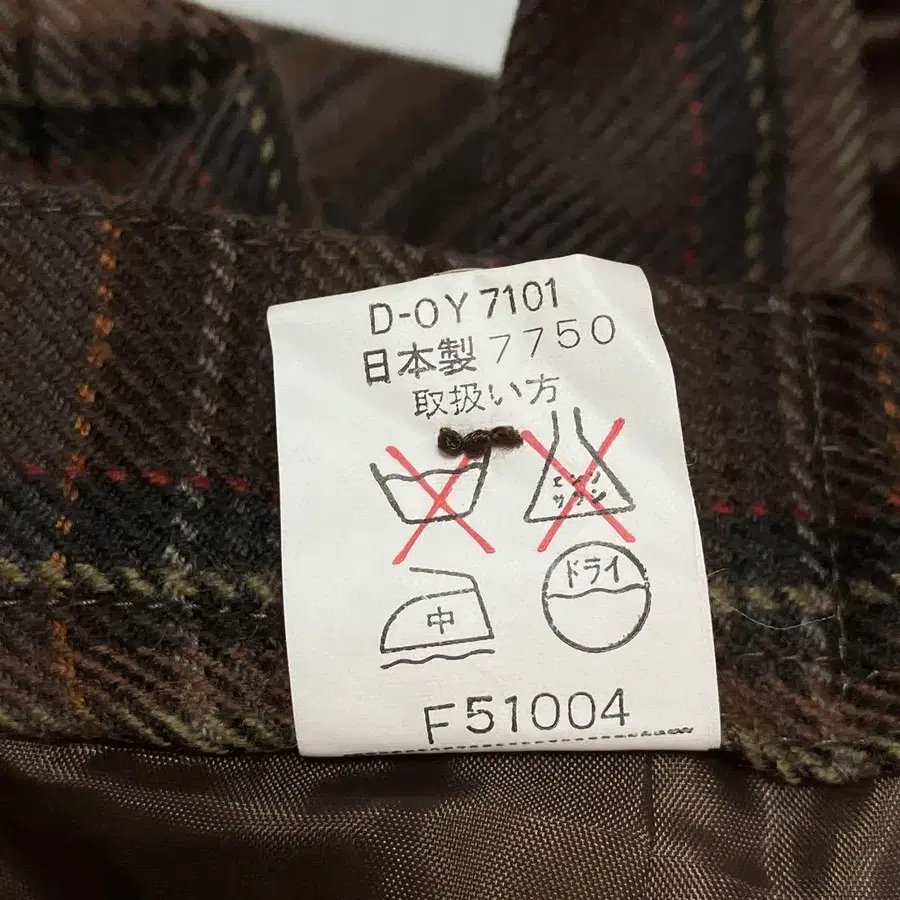 D-OY 7101
日本製 7750
取扱い方
エンソ
サラシ
中
ドライ
F51004